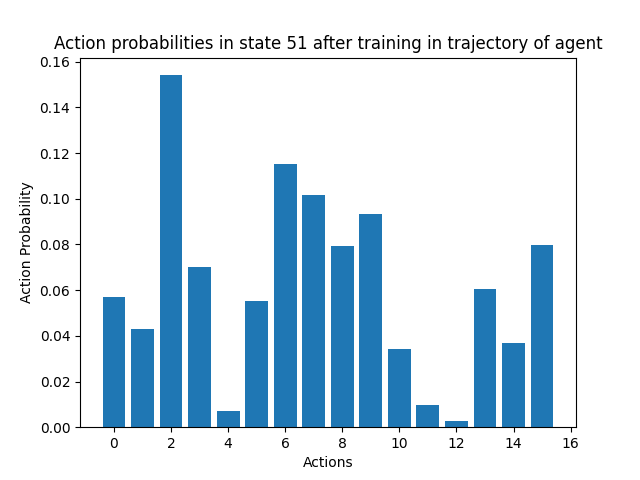 Action probabilities in state 51 after training in trajectory of agent
0.16
0.14
0.12
0.10
0.08
0.06
0.04
0.02
0.00
Action Probability
0 2 4 6 8 10 12 14 16
Actions